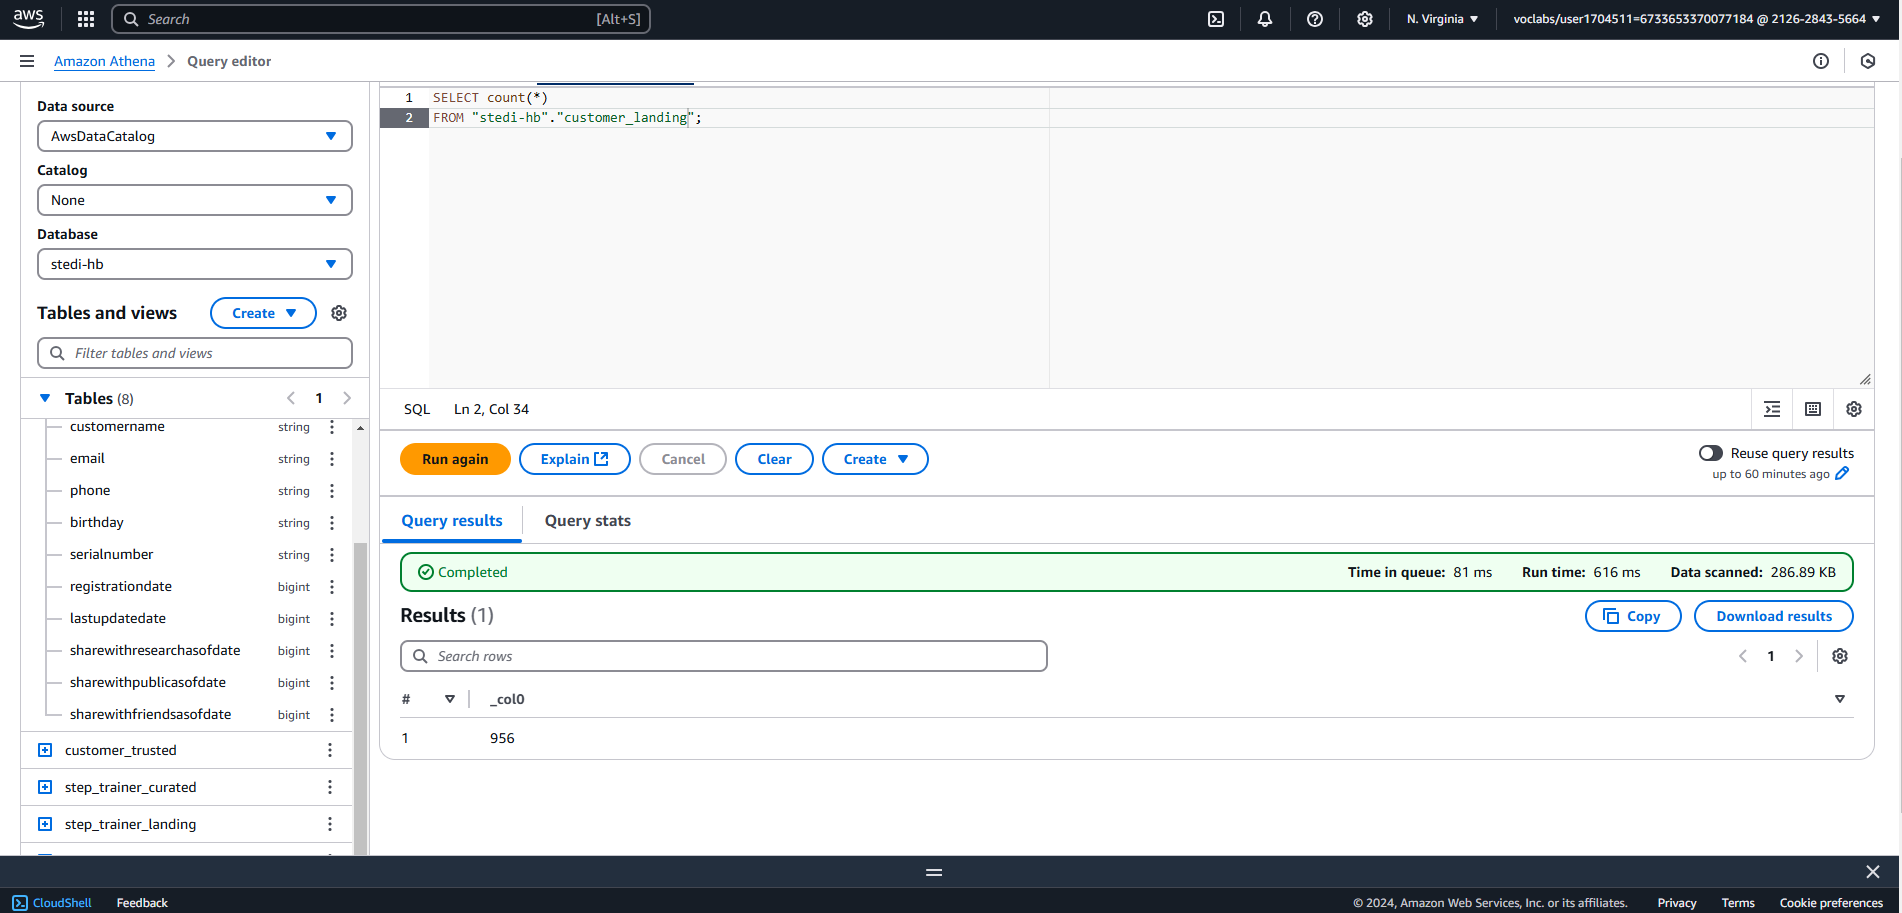 aws
Search
[Alt+S]
N. Virginia
voclabs/user1704511=6733653370077184 @ 2126-2843-5664
Amazon Athena
Query editor
Data source
AwsDataCatalog
Catalog
None
Database
stedi-hb
Tables and views
Create
Filter tables and views
Tables (8)
1
customername string
email string
phone string
birthday string
serialnumber string
registrationdate bigint
lastupdatedate bigint
sharewithresearchasofdate bigint
sharewithpublicasofdate bigint
sharewithfriendsasofdate bigint
customer_trusted
step_trainer_curated
step_trainer_landing
1 SELECT count(*)
2 FROM "stedi-hb"."customer_landing";
SQL Ln 2, Col 34
Run again
Explain
Cancel
Clear
Create
Reuse query results
up to 60 minutes ago
Query results
Query stats
Completed
Time in queue: 81 ms
Run time: 616 ms
Data scanned: 286.89 KB
Results (1)
Copy
Download results
Search rows
1
# _col0
1 956
CloudShell
Feedback
© 2024, Amazon Web Services, Inc. or its affiliates.
Privacy
Terms
Cookie preferences